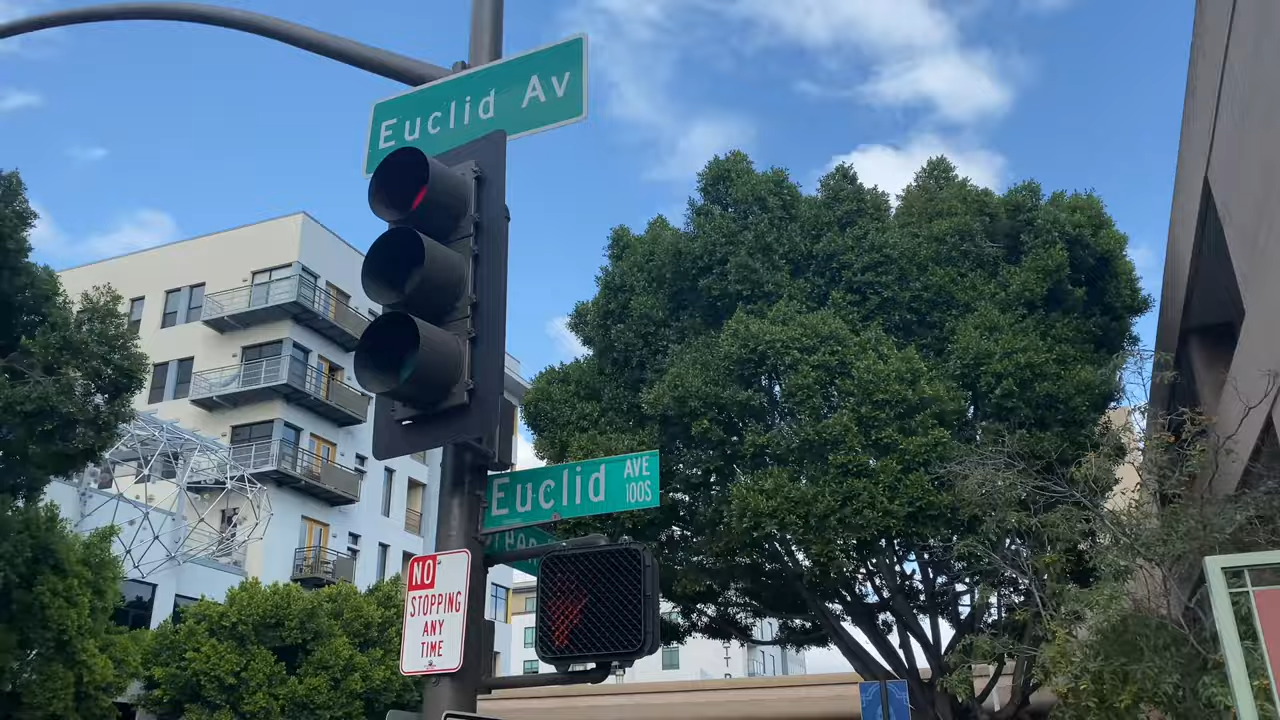 Euclid Av
Euclid AVE
100S
NO
STOPPING
ANY
TIME